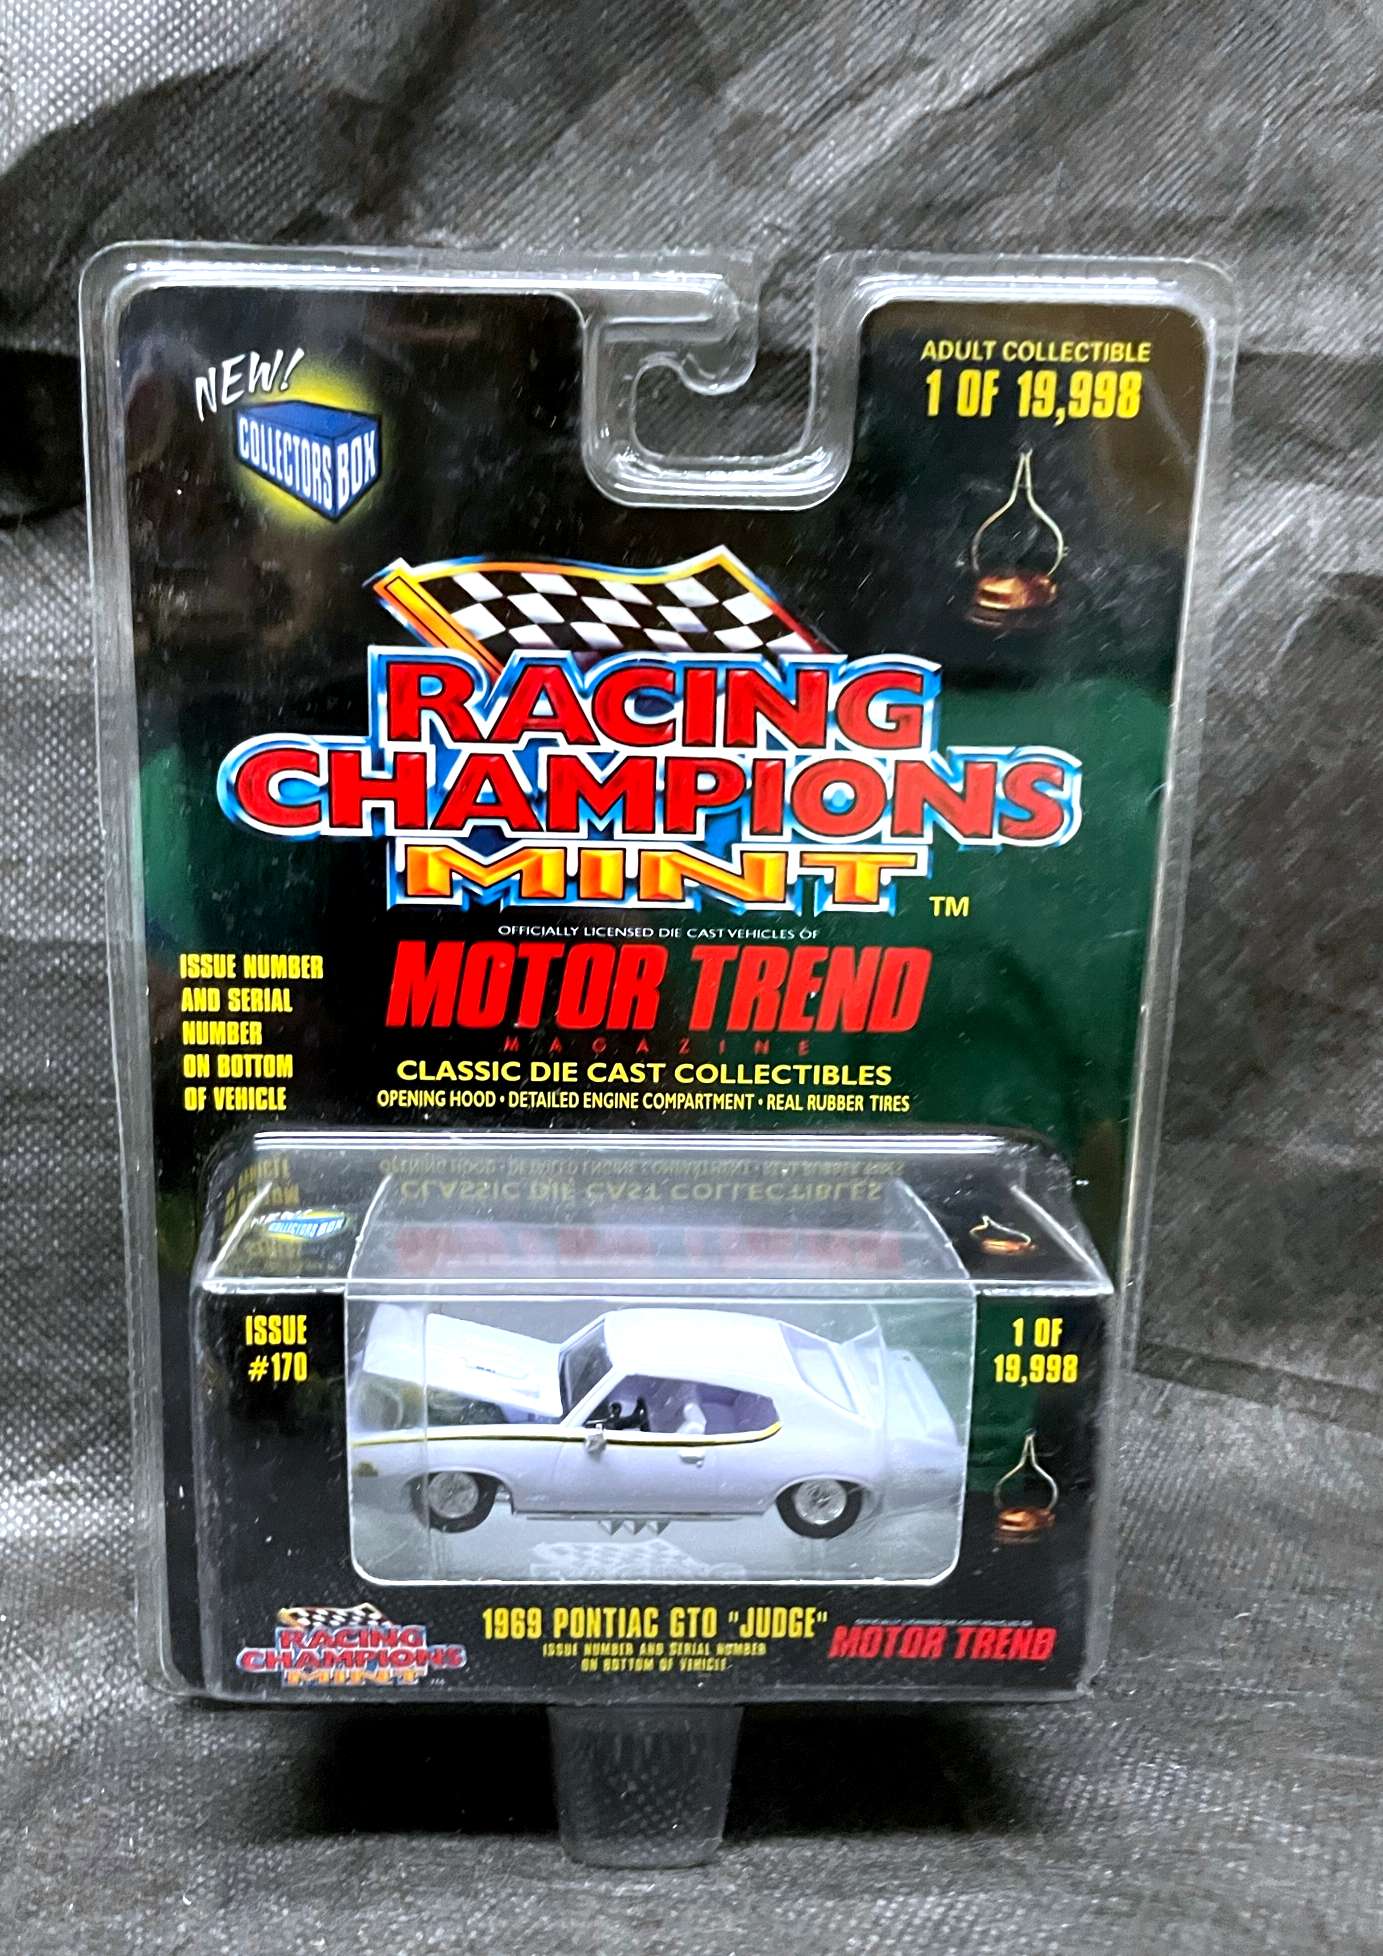 NEW!
COLLECTORS BOX
ADULT COLLECTIBLE
1 OF 19,998
RACING
CHAMPIONS
MINT TM
OFFICIALLY LICENSED DIE CAST VEHICLES OF
MOTOR TREND
MAGAZINE
CLASSIC DIE CAST COLLECTIBLES
OPENING HOOD • DETAILED ENGINE COMPARTMENT • REAL RUBBER TIRES
ISSUE NUMBER
AND SERIAL
NUMBER
ON BOTTOM
OF VEHICLE
COLLECTORS BOX
ISSUE
#170
1 OF
19,998
RACING
CHAMPIONS
MINT
1969 PONTIAC GTO "JUDGE"
ISSUE NUMBER AND SERIAL NUMBER
ON BOTTOM OF VEHICLE
MOTOR TREND